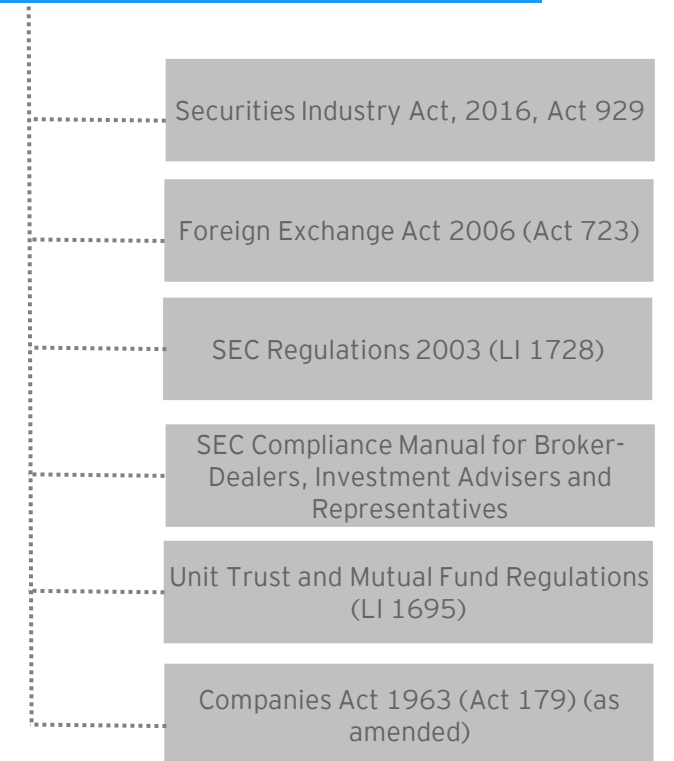 Securities Industry Act, 2016, Act 929
Foreign Exchange Act 2006 (Act 723)
SEC Regulations 2003 (LI 1728)
SEC Compliance Manual for Broker-
Dealers, Investment Advisers and
Representatives
Unit Trust and Mutual Fund Regulations
(LI 1695)
Companies Act 1963 (Act 179) (as
amended)